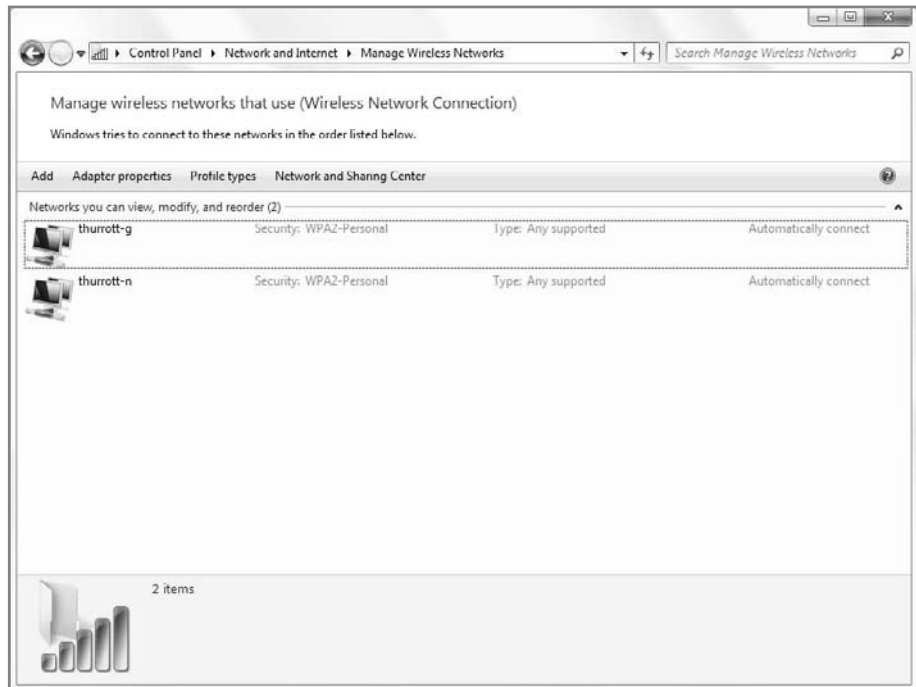 Control Panel ▸ Network and Internet ▸ Manage Wireless Networks
Search Manage Wireless Networks
Manage wireless networks that use (Wireless Network Connection)
Windows tries to connect to these networks in the order listed below.
Add Adapter properties Profile types Network and Sharing Center
Networks you can view, modify, and reorder (2)
thurrott-g Security: WPA2-Personal Type: Any supported Automatically connect
thurrott-n Security: WPA2-Personal Type: Any supported Automatically connect
2 items